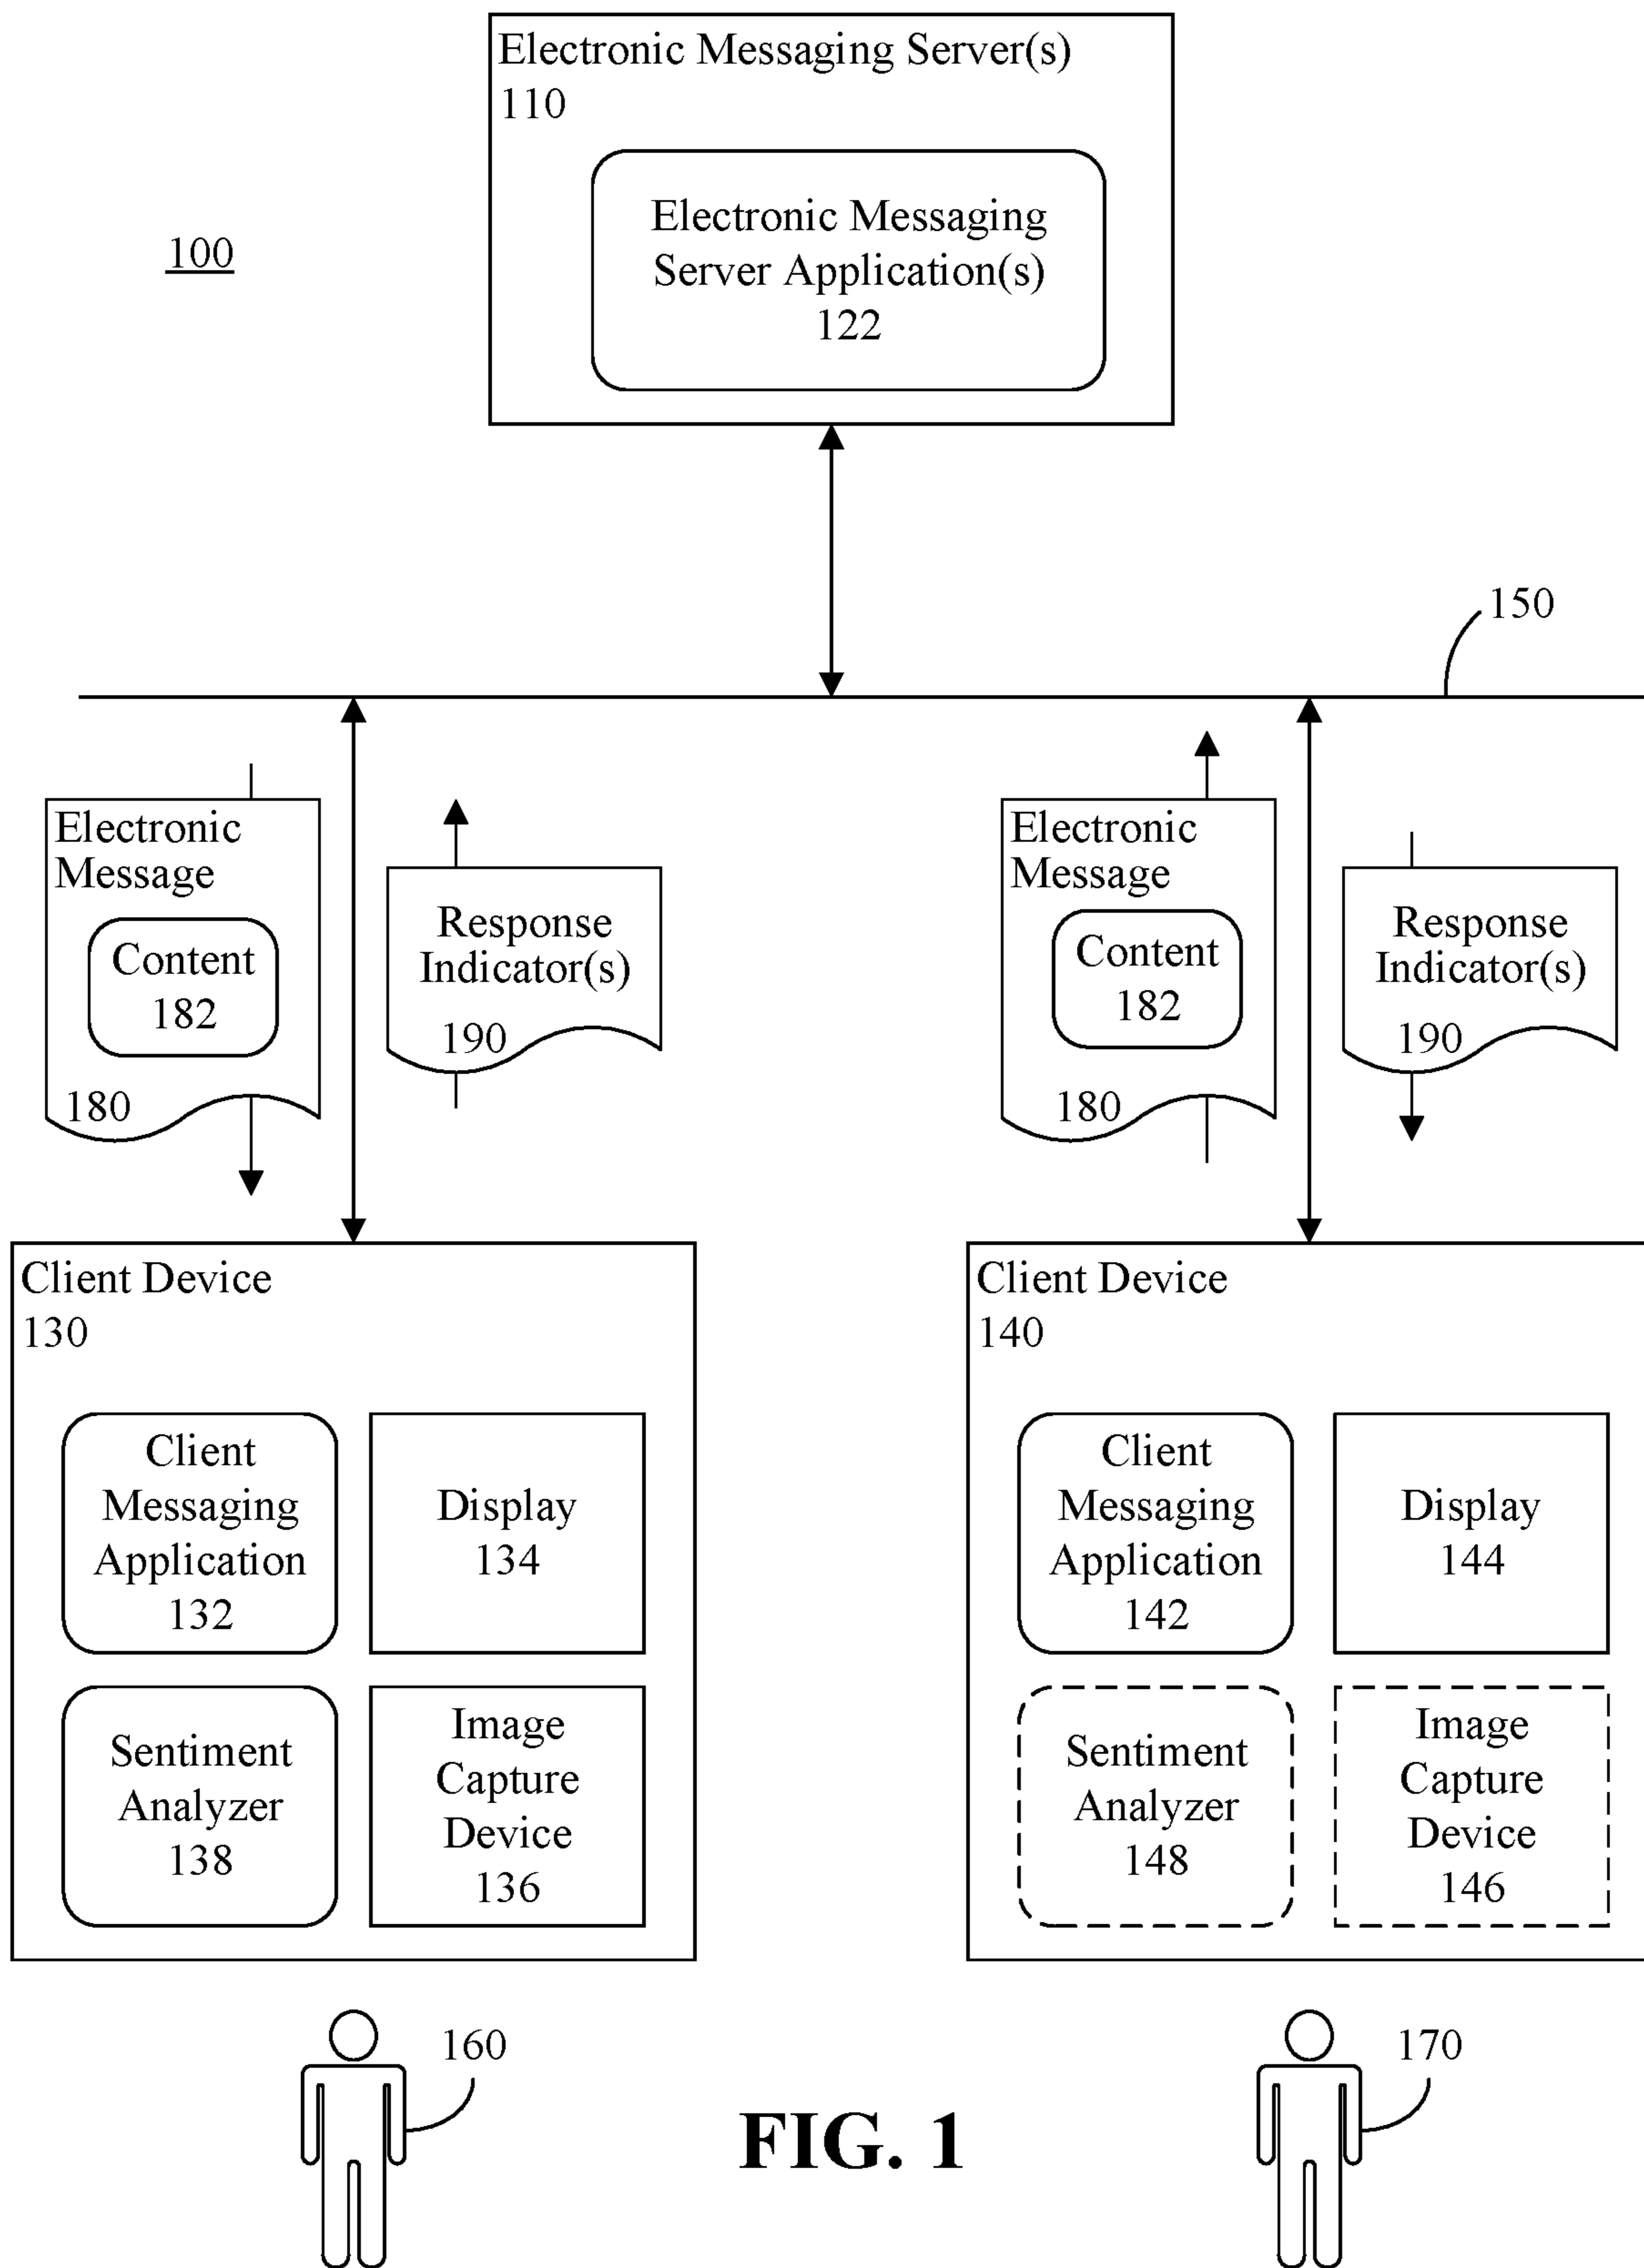 Electronic Messaging Server(s)
110
Electronic Messaging
Server Application(s)
122
100
150
Electronic
Message
Content
182
180
Response
Indicator(s)
190
Electronic
Message
Content
182
180
Response
Indicator(s)
190
Client Device
130
Client
Messaging
Application
132
Display
134
Sentiment
Analyzer
138
Image
Capture
Device
136
Client Device
140
Client
Messaging
Application
142
Display
144
Sentiment
Analyzer
148
Image
Capture
Device
146
160
170
FIG. 1